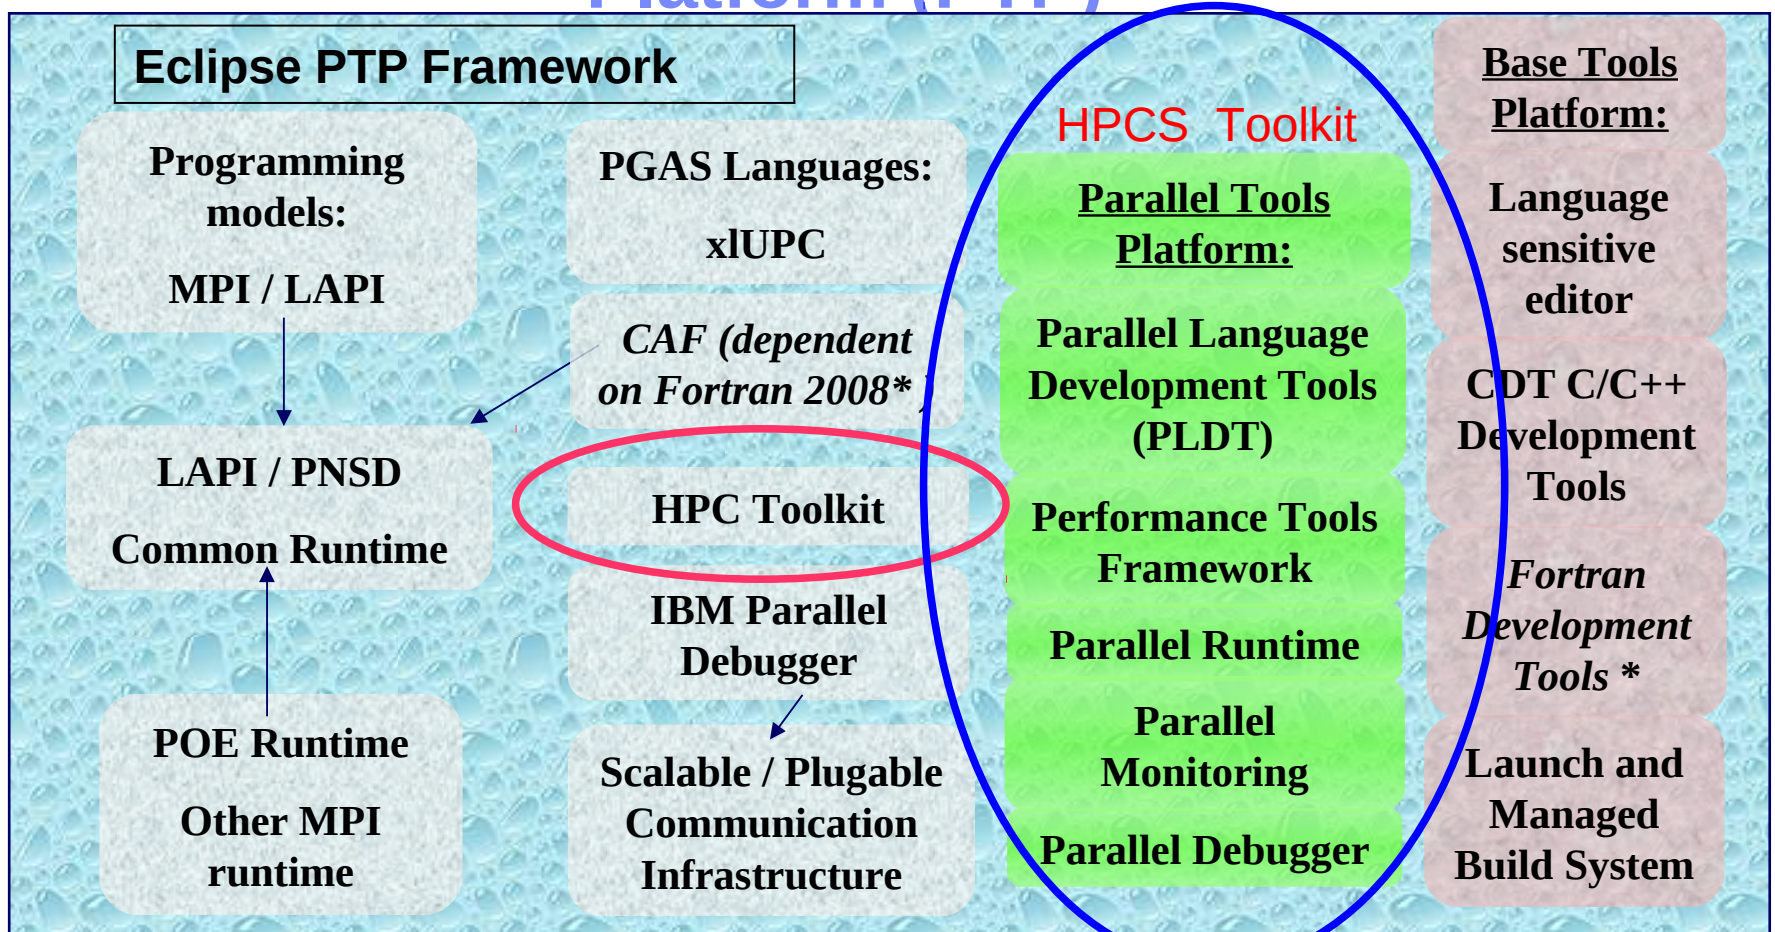 Platform (PTP)
Eclipse PTP Framework
Programming
models:
MPI / LAPI
LAPI / PNSD
Common Runtime
POE Runtime
Other MPI
runtime
PGAS Languages:
xlUPC
CAF (dependent
on Fortran 2008* )
HPC Toolkit
IBM Parallel
Debugger
Scalable / Plugable
Communication
Infrastructure
HPCS Toolkit
Parallel Tools
Platform:
Parallel Language
Development Tools
(PLDT)
Performance Tools
Framework
Parallel Runtime
Parallel
Monitoring
Parallel Debugger
Base Tools
Platform:
Language
sensitive
editor
CDT C/C++
Development
Tools
Fortran
Development
Tools *
Launch and
Managed
Build System